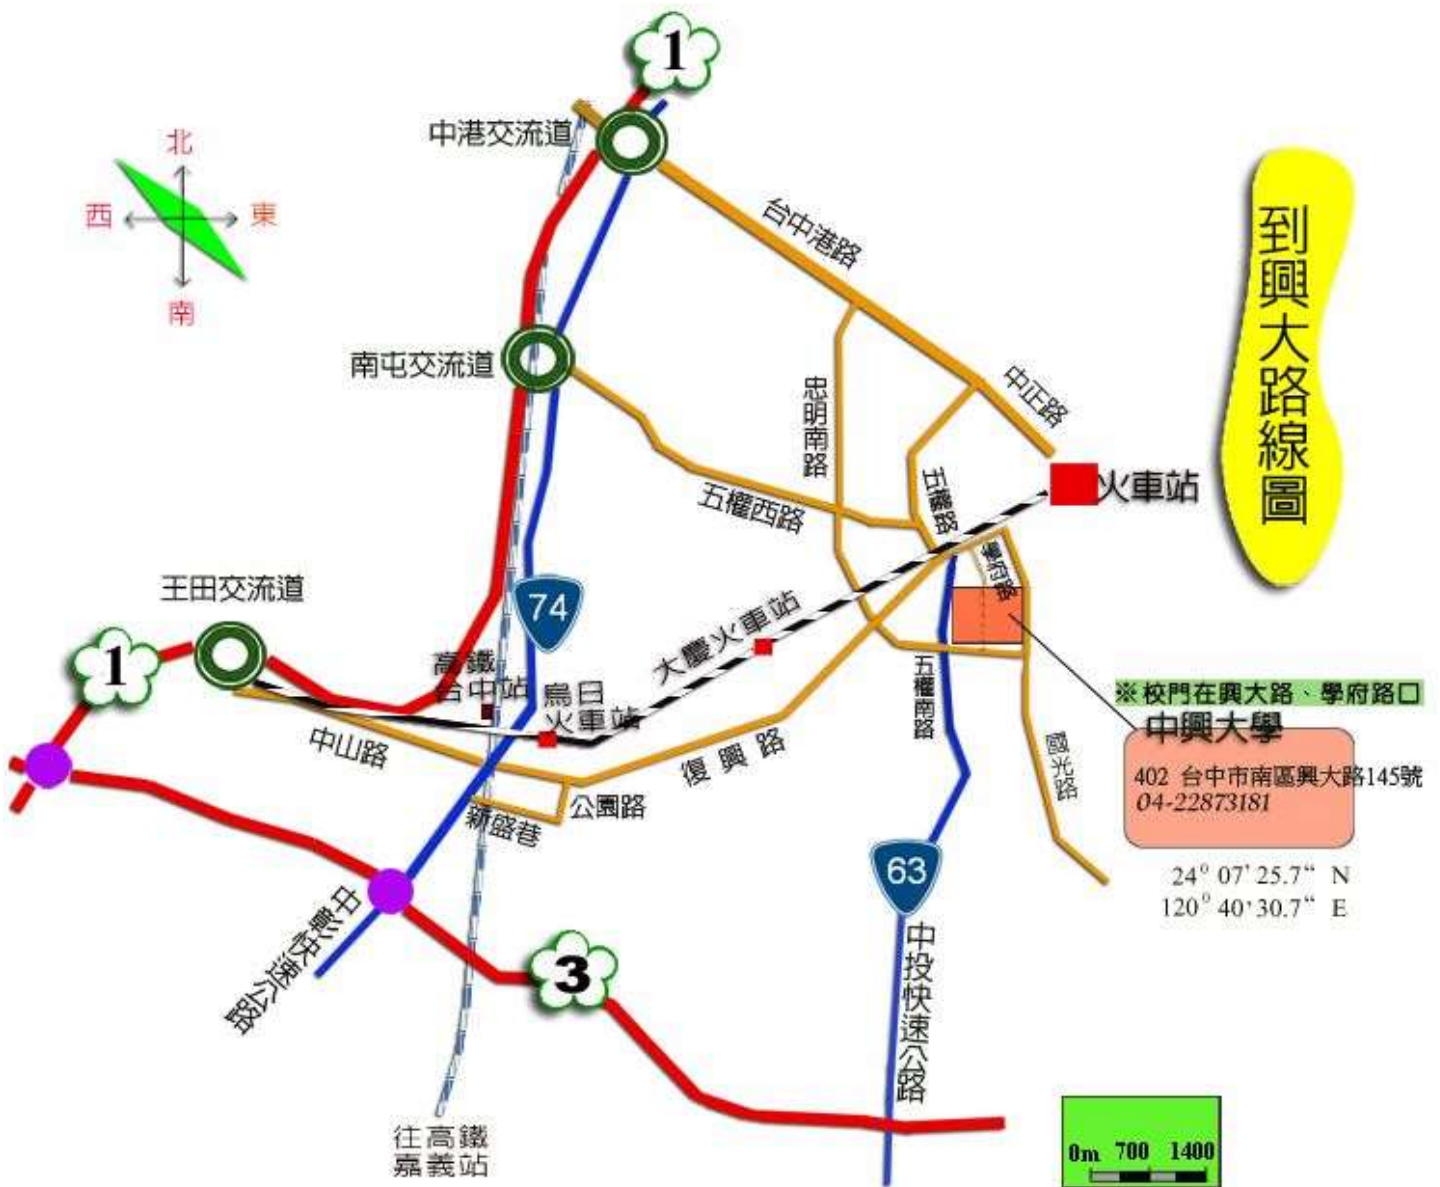 1
中港交流道
北
西
東
南
台中港路
到興大路線圖
南屯交流道
忠明南路
中正路
五權西路
五權路
火車站
學府路
王田交流道
74
1
高鐵
台中站
烏日
火車站
大慶火車站
五權南路
※校門在興大路、學府路口
中興大學
402 台中市南區興大路145號
04-22873181
中山路
復興路
國光路
公園路
新盛巷
63
24° 07' 25.7“ N
120° 40' 30.7“ E
中彰快速公路
3
中投快速公路
往高鐵
嘉義站
0m 700 1400